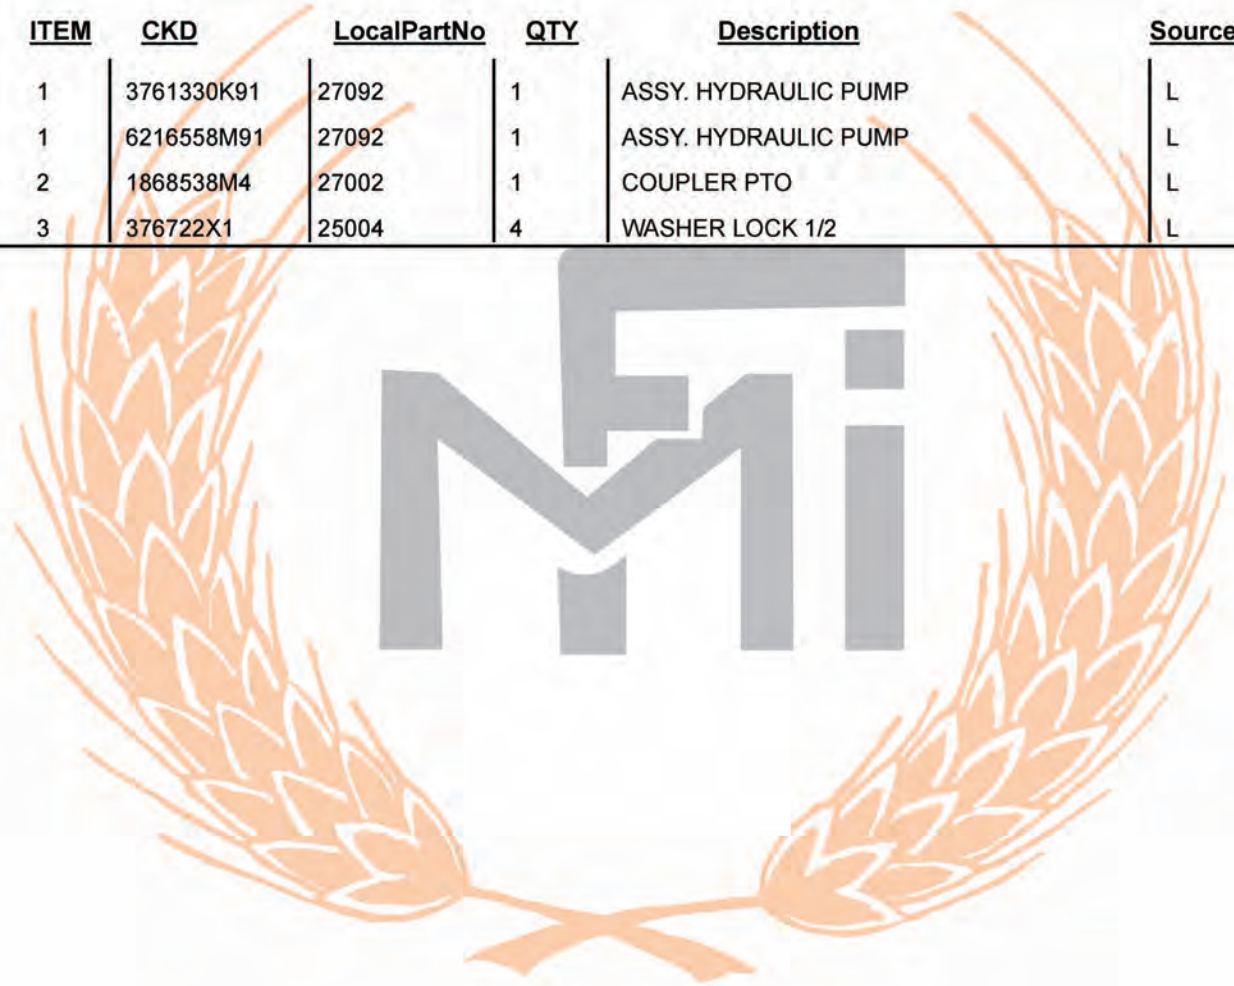 ITEM CKD LocalPartNo QTY Description Source
1 3761330K91 27092 1 ASSY. HYDRAULIC PUMP L
1 6216558M91 27092 1 ASSY. HYDRAULIC PUMP L
2 1868538M4 27002 1 COUPLER PTO L
3 376722X1 25004 4 WASHER LOCK 1/2 L